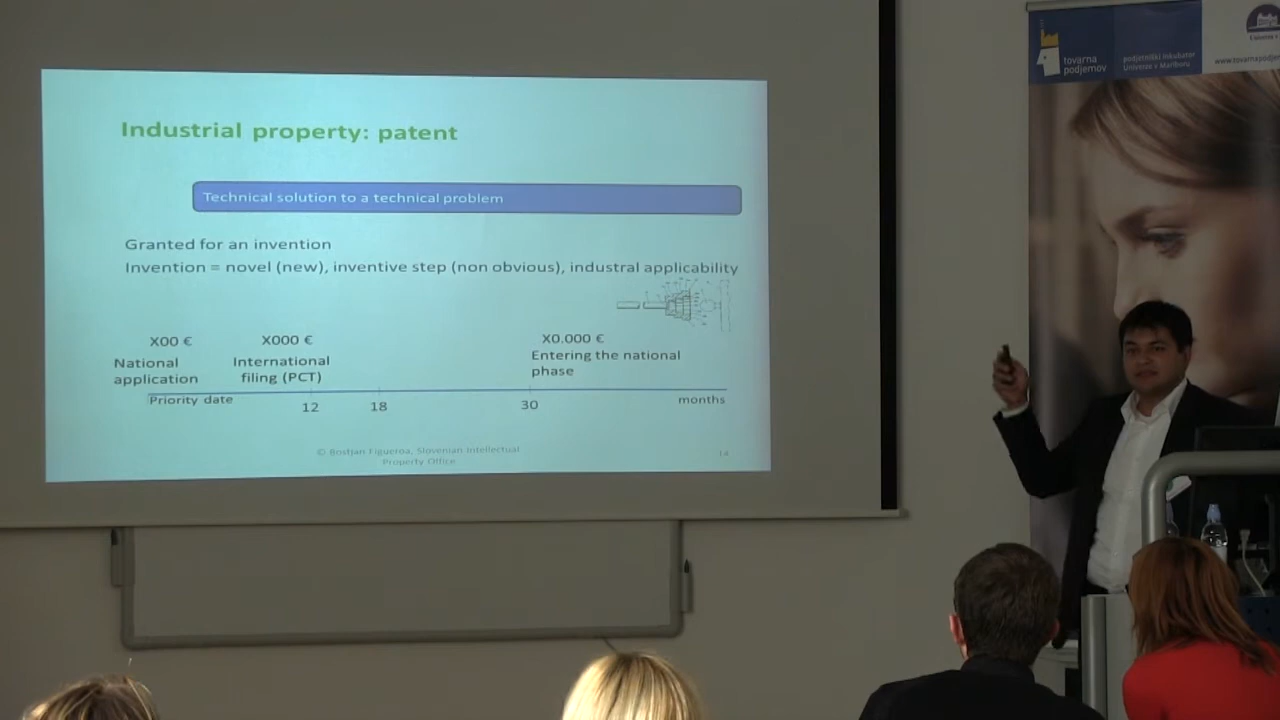 Industrial property: patent
Technical solution to a technical problem
Granted for an invention
Invention = novel (new), inventive step (non obvious), industral applicability
X00 €
X000 €
X0.000 €
National
application
International
filing (PCT)
Entering the national
phase
Priority date
12
18
30
months
© Bostjan Figueroa, Slovenian Intellectual
Property Office
14
tovarna
podjemov
podjetniški inkubator
Univerze v Mariboru